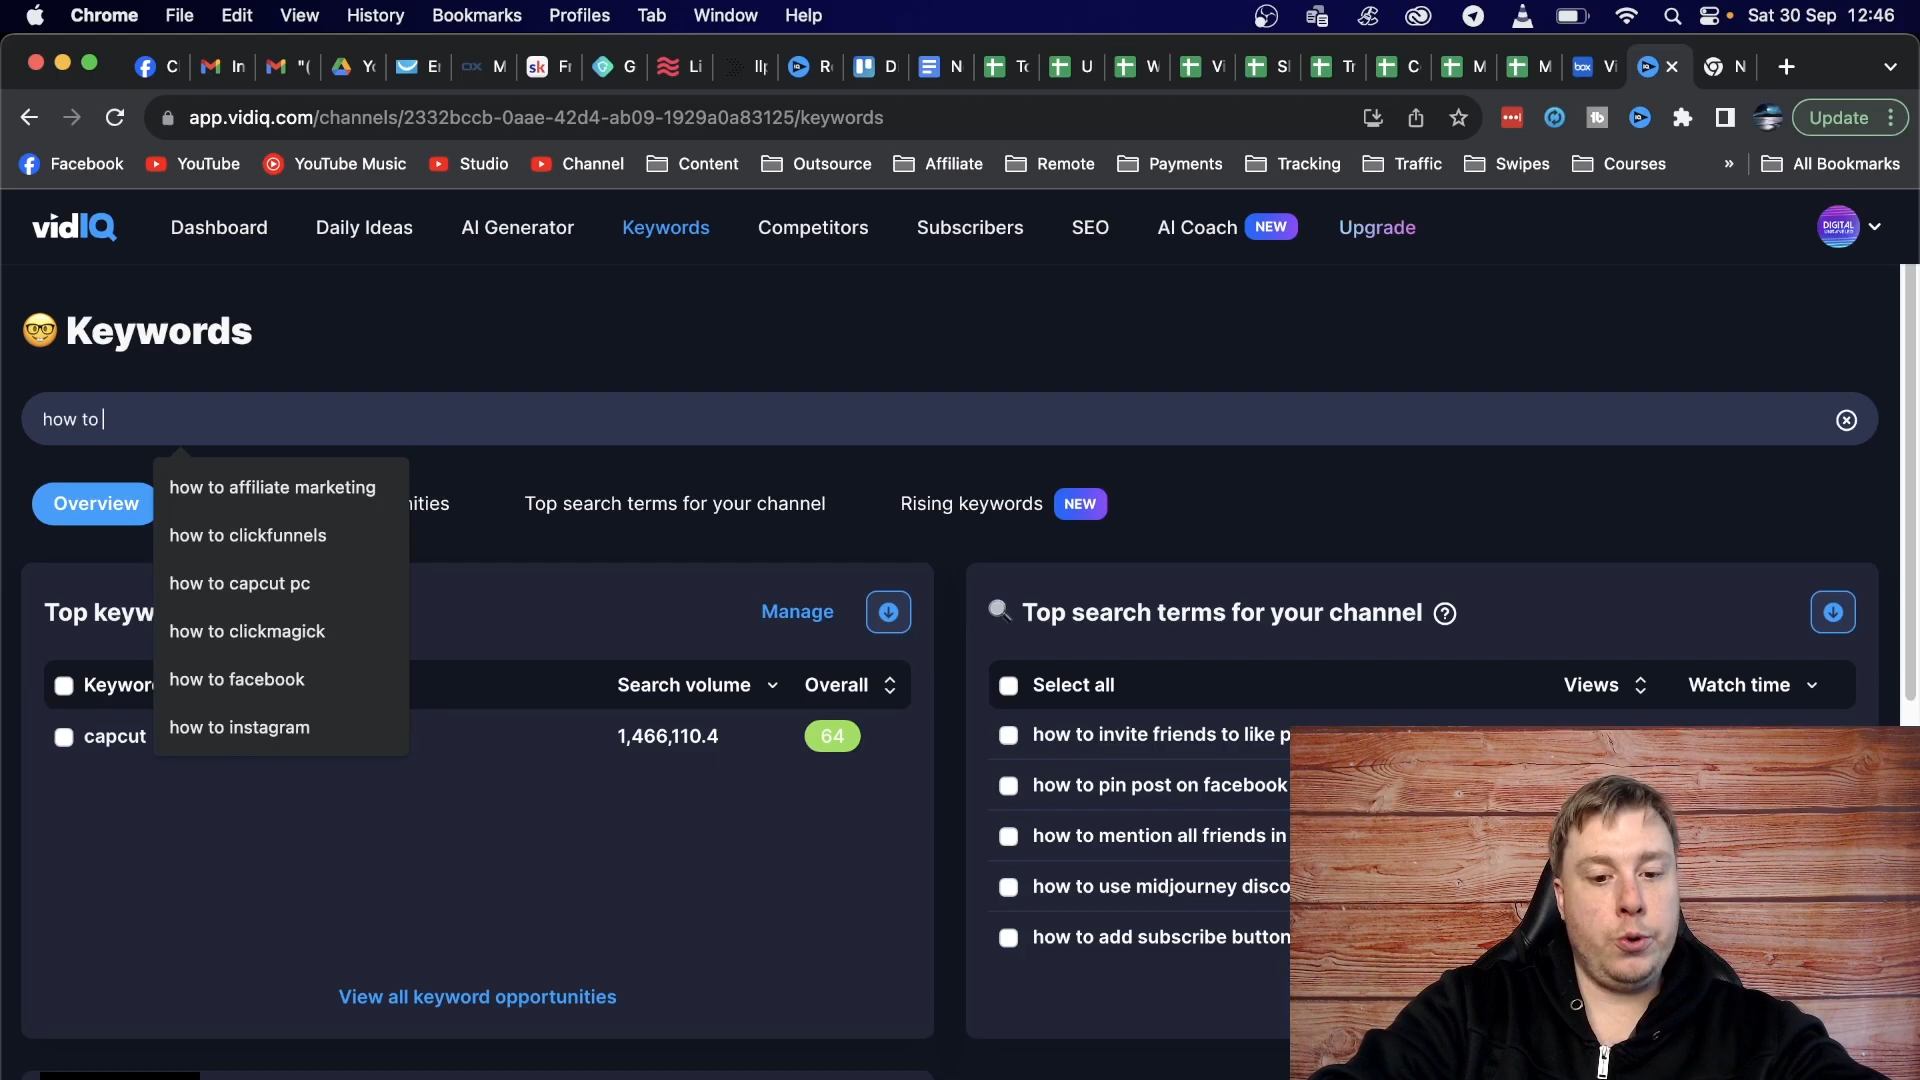 Chrome File Edit View History Bookmarks Profiles Tab Window Help Sat 30 Sep 12:46
app.vidiq.com/channels/2332bccb-0aae-42d4-ab09-1929a0a83125/keywords
Update
Facebook YouTube YouTube Music Studio Channel Content Outsource Affiliate Remote Payments Tracking Traffic Swipes Courses » All Bookmarks
vidIQ Dashboard Daily Ideas AI Generator Keywords Competitors Subscribers SEO AI Coach NEW Upgrade
Keywords
how to
how to affiliate marketing
how to clickfunnels
how to capcut pc
how to clickmagick
how to facebook
how to instagram
Overview Top search terms for your channel Rising keywords NEW
Manage
Search volume Overall
capcut 1,466,110.4 64
View all keyword opportunities
Top search terms for your channel
Select all Views Watch time
how to invite friends to like
how to pin post on facebook
how to mention all friends in
how to use midjourney
how to add subscribe button